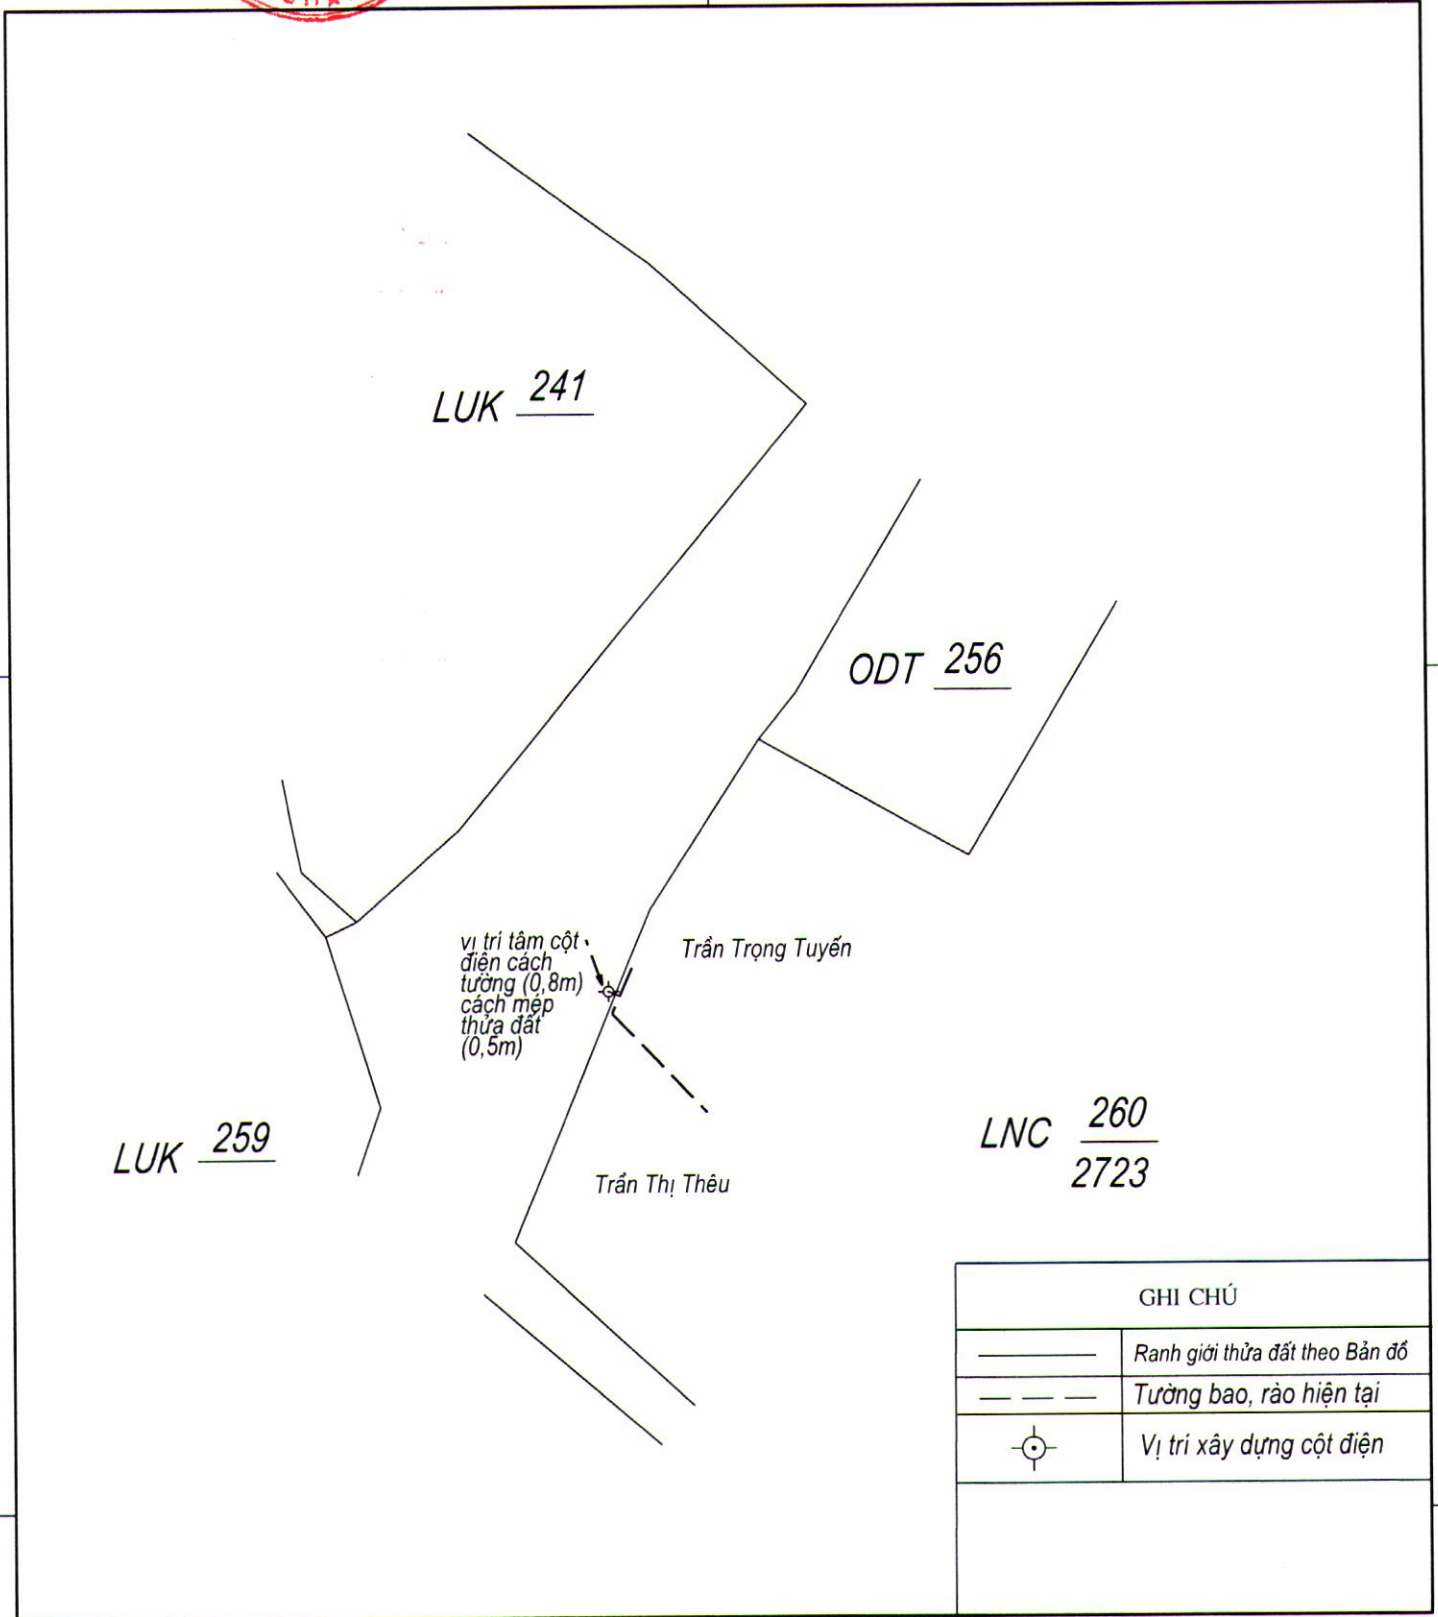 LUK 241
ODT 256
vị trí tâm cột
điện cách
tường (0,8m)
cách mép
thửa đất
(0,5m)
Trần Trọng Tuyến
LUK 259
LNC 260
2723
Trần Thị Thêu
GHI CHÚ
Ranh giới thửa đất theo Bản đồ
Tường bao, rào hiện tại
Vị trí xây dựng cột điện